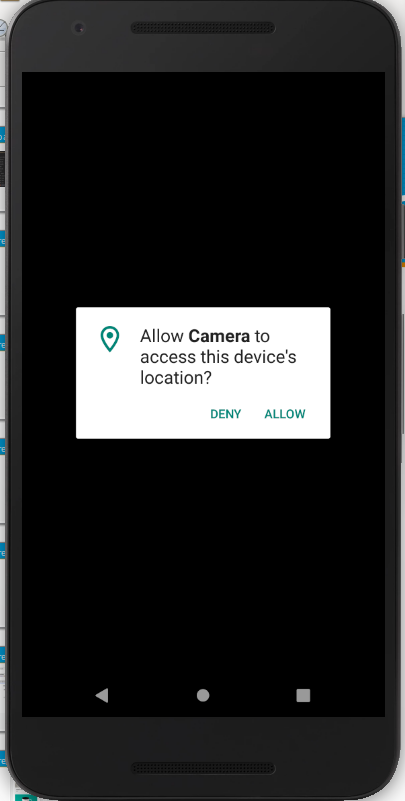 Allow Camera to
access this device's
location?
DENY ALLOW